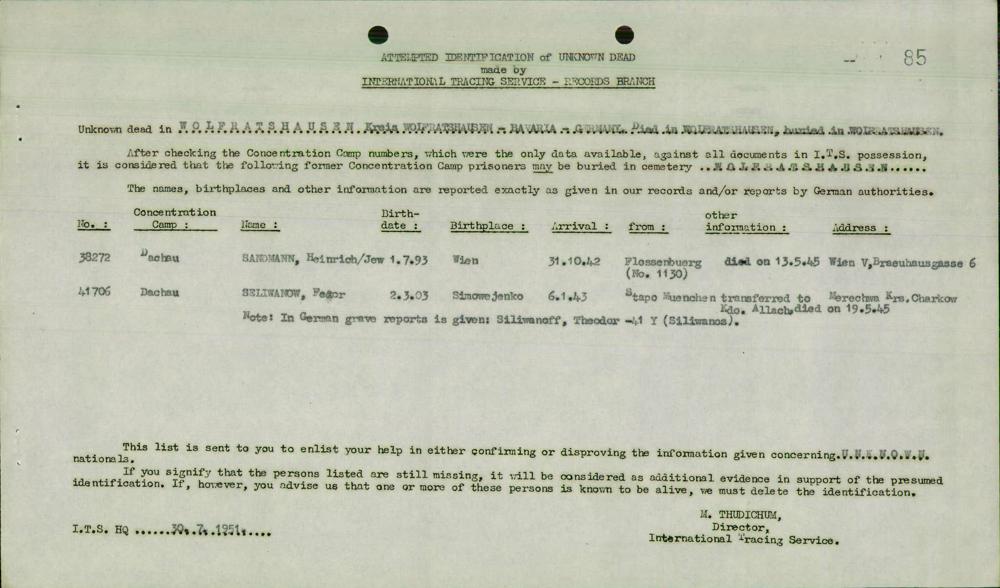 85
ATTEMPTED IDENTIFICATION of UNKNOWN DEAD
made by
INTERNATIONAL TRACING SERVICE - RECORDS BRANCH
Unknown dead in W O L F R A T S H A U S E N. Kreis WOLFRATSHAUSEN - BAVARIA - GERMANY. Died in WOLFRATSHAUSEN, buried in WOLFRATSHAUSEN.
After checking the Concentration Camp numbers, which were the only data available, against all documents in I.T.S. possession,
it is considered that the following former Concentration Camp prisoners may be buried in cemetery ..W O L F R A T S H A U S E N......
The names, birthplaces and other information are reported exactly as given in our records and/or reports by German authorities.
No. : Concentration Camp : Name : Birth-date : Birthplace : Arrival : from : other information : Address :
38272 Dachau SANDMANN, Heinrich/Jew 1.7.93 Wien 31.10.42 Flossenbuerg died on 13.5.45 Wien V,Braeuhausgasse 6
(No. 1130)
41706 Dachau SELIWANOW, Fedor 2.3.03 Simowejenko 6.1.43 Stapo Muenchen transferred to Merechwa Krs.Charkow
Kdo. Allach,died on 19.5.45
Note: In German grave reports is given: Siliwanoff, Theodor -41 Y (Siliwanos).
This list is sent to you to enlist your help in either confirming or disproving the information given concerning.U.N.K.N.O.W.N.
nationals.
If you signify that the persons listed are still missing, it will be considered as additional evidence in support of the presumed
identification. If, however, you advise us that one or more of these persons is known to be alive, we must delete the identification.
M. THUDICHUM,
Director,
International Tracing Service.
I.T.S. HQ ......30.7.1951.....